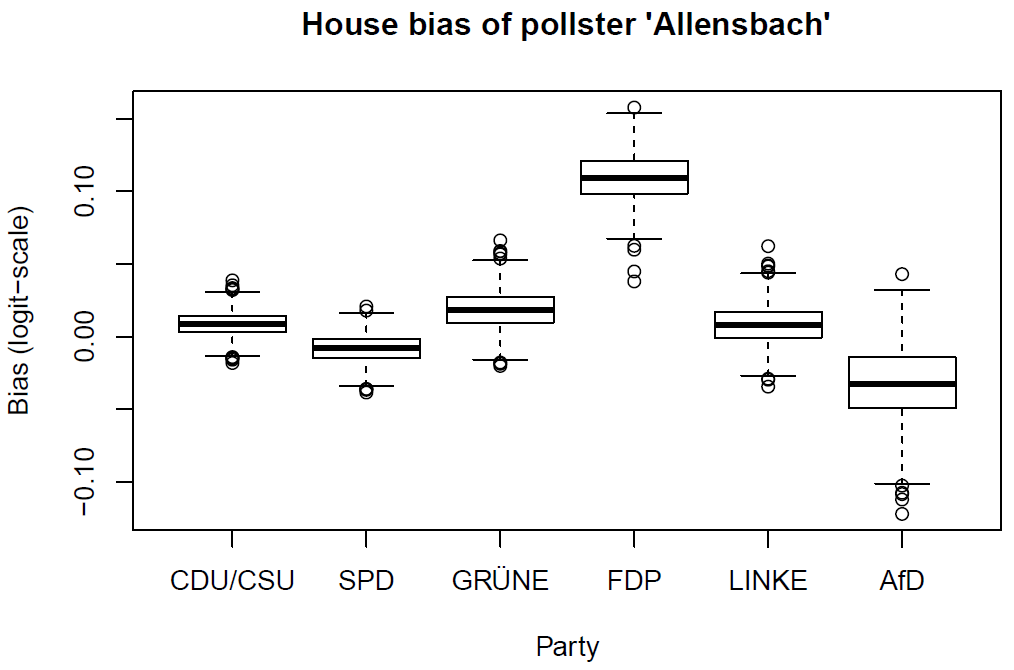 House bias of pollster 'Allensbach'
Bias (logit−scale)
0.10
0.00
−0.10
CDU/CSU SPD GRÜNE FDP LINKE AfD
Party